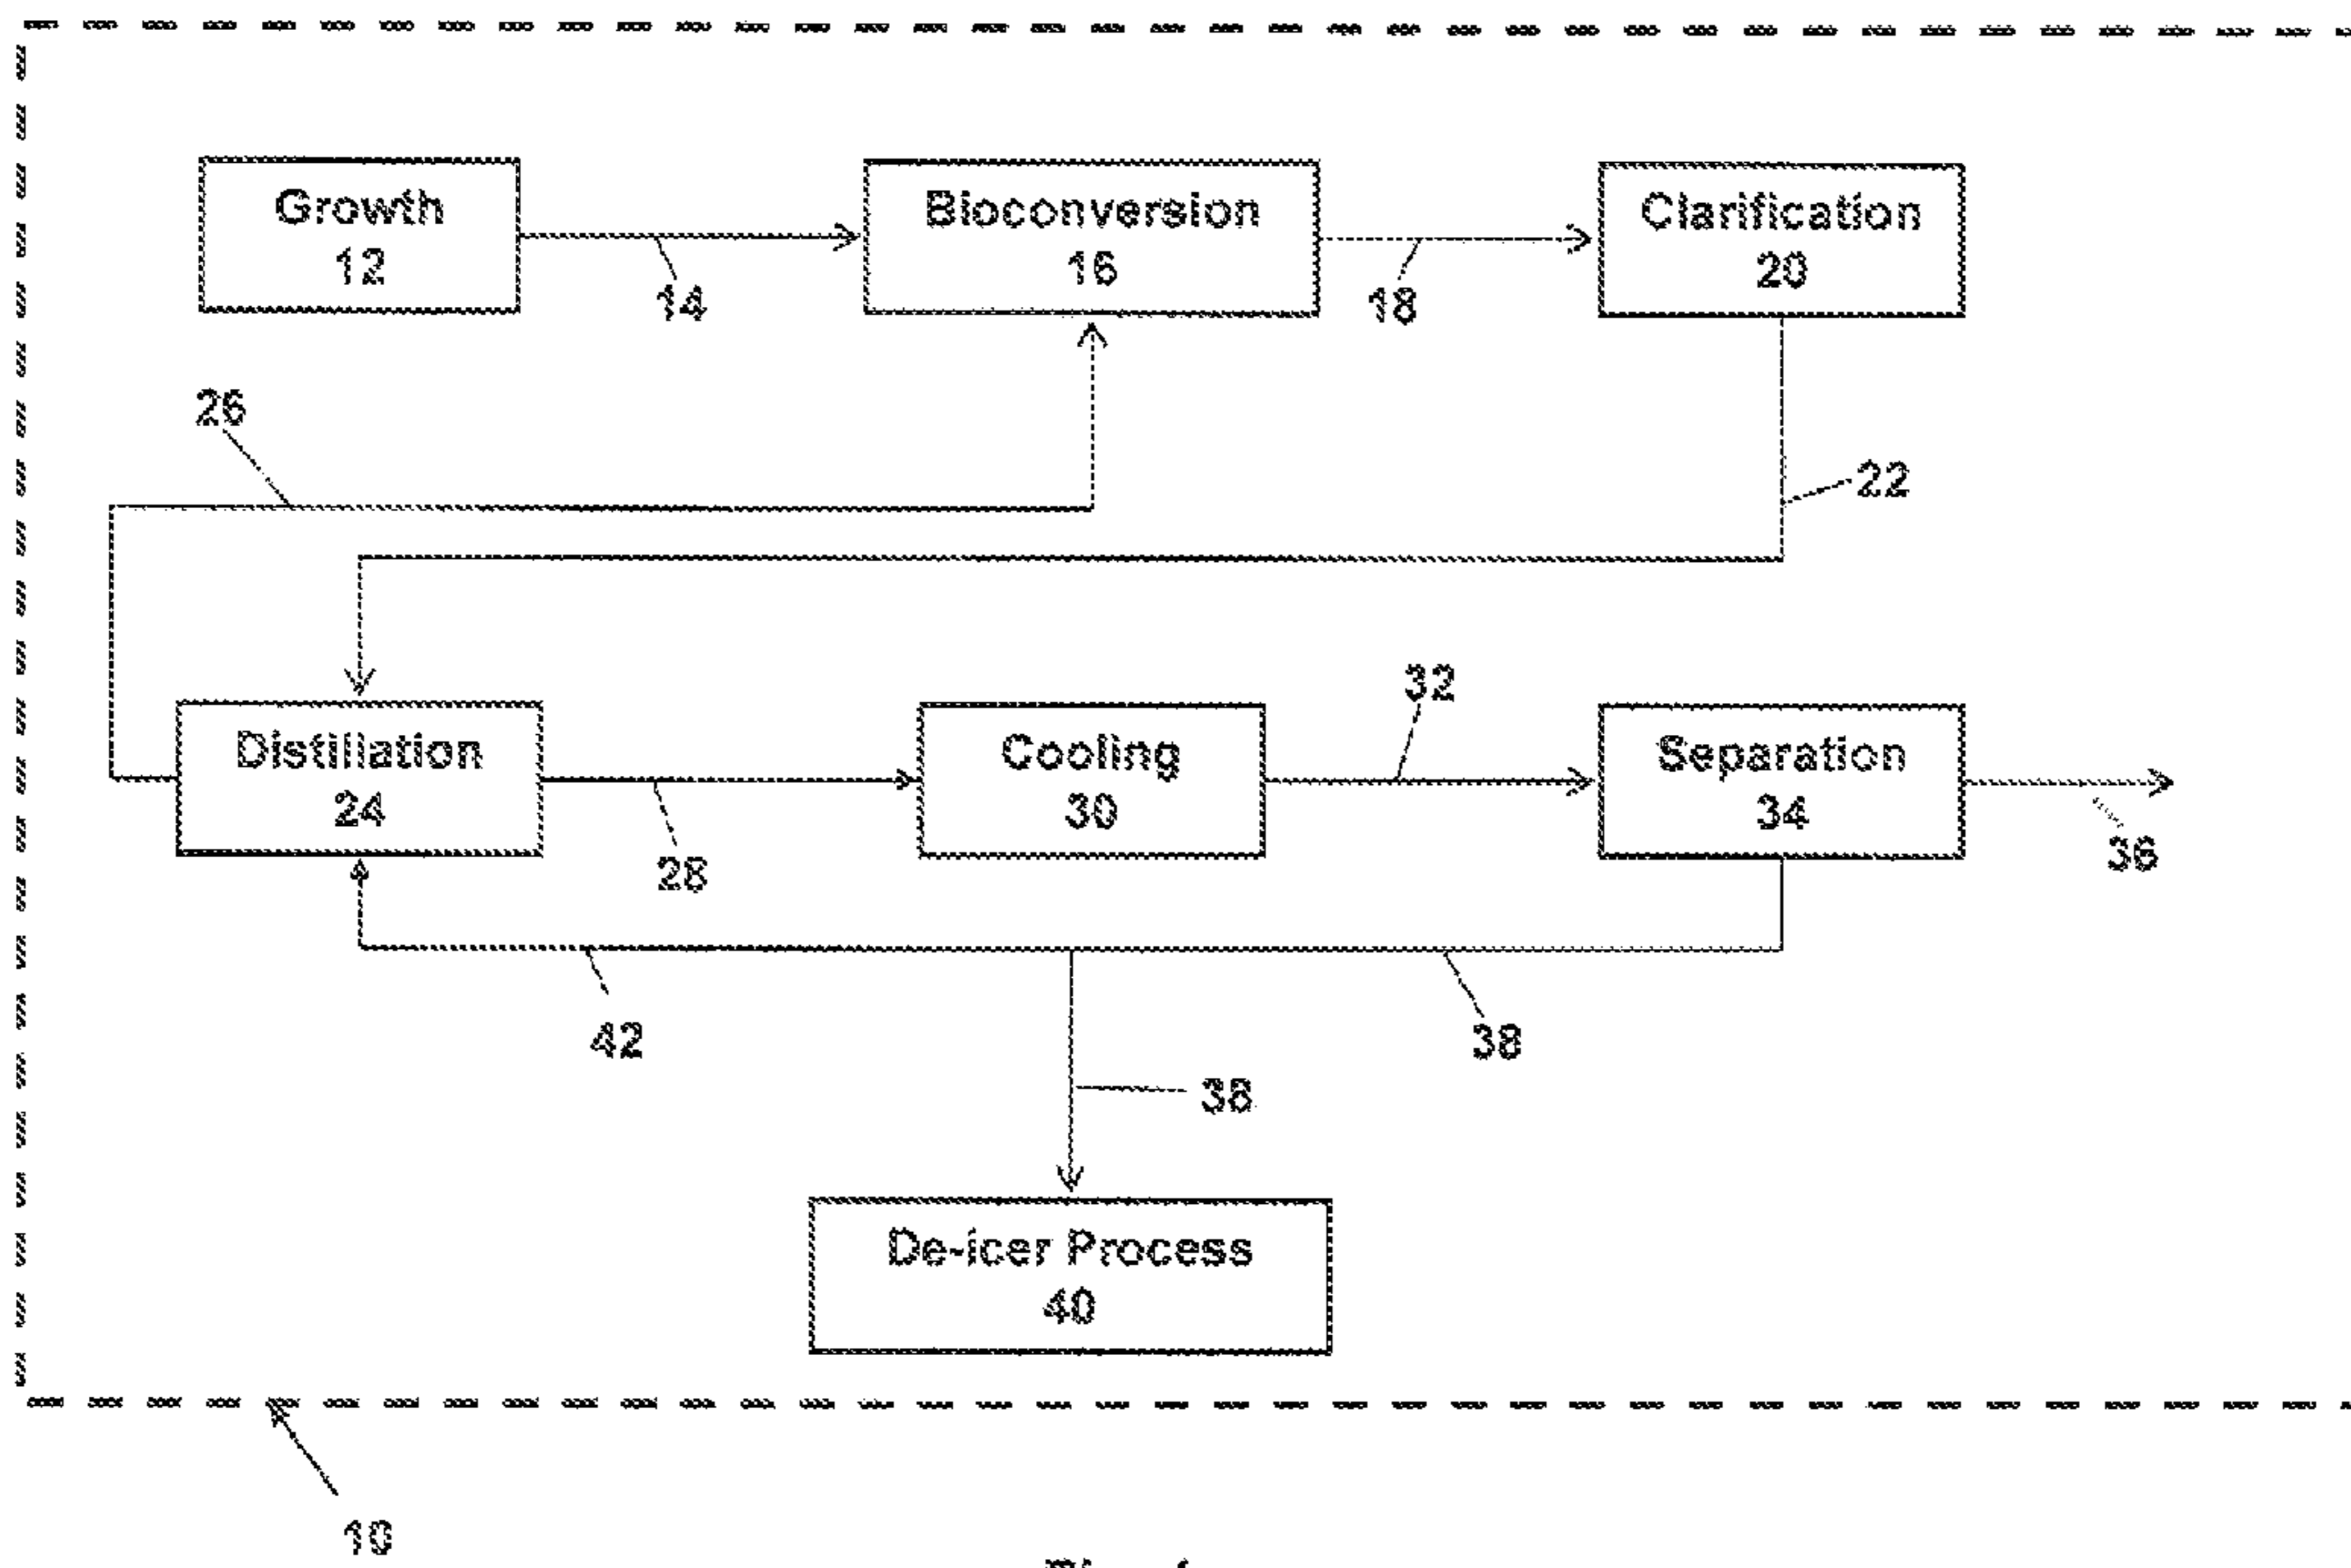 Growth
12
14
Bioconversion
16
18
Clarification
20
26
22
Distillation
24
28
Cooling
30
32
Separation
34
36
42
38
38
De-icer Process
40
10